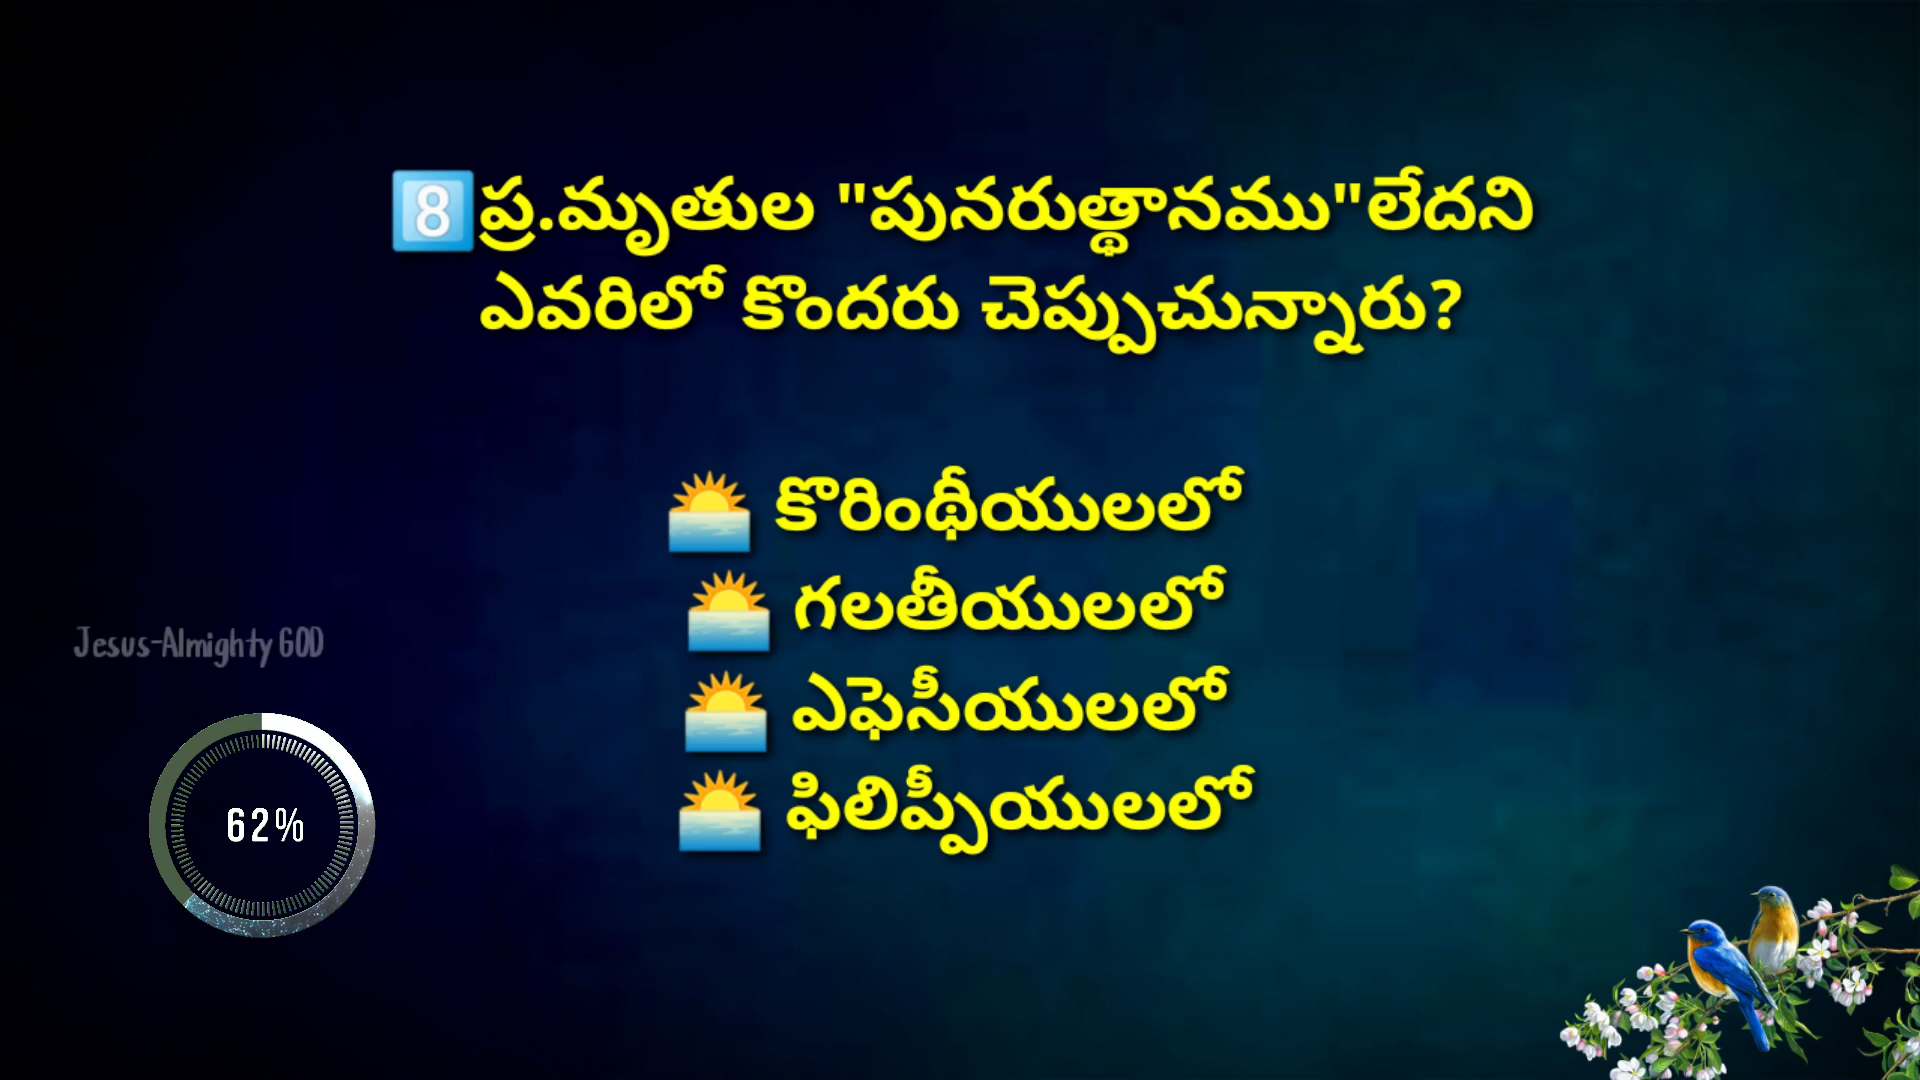 8️⃣ప్ర.మృతుల "పునరుత్థానము"లేదని
ఎవరిలో కొందరు చెప్పుచున్నారు?
🌅 కొరింథీయులలో
🌅 గలతీయులలో
🌅 ఎఫెసీయులలో
🌅 ఫిలిప్పీయులలో
Jesus-Almighty GOD
62%